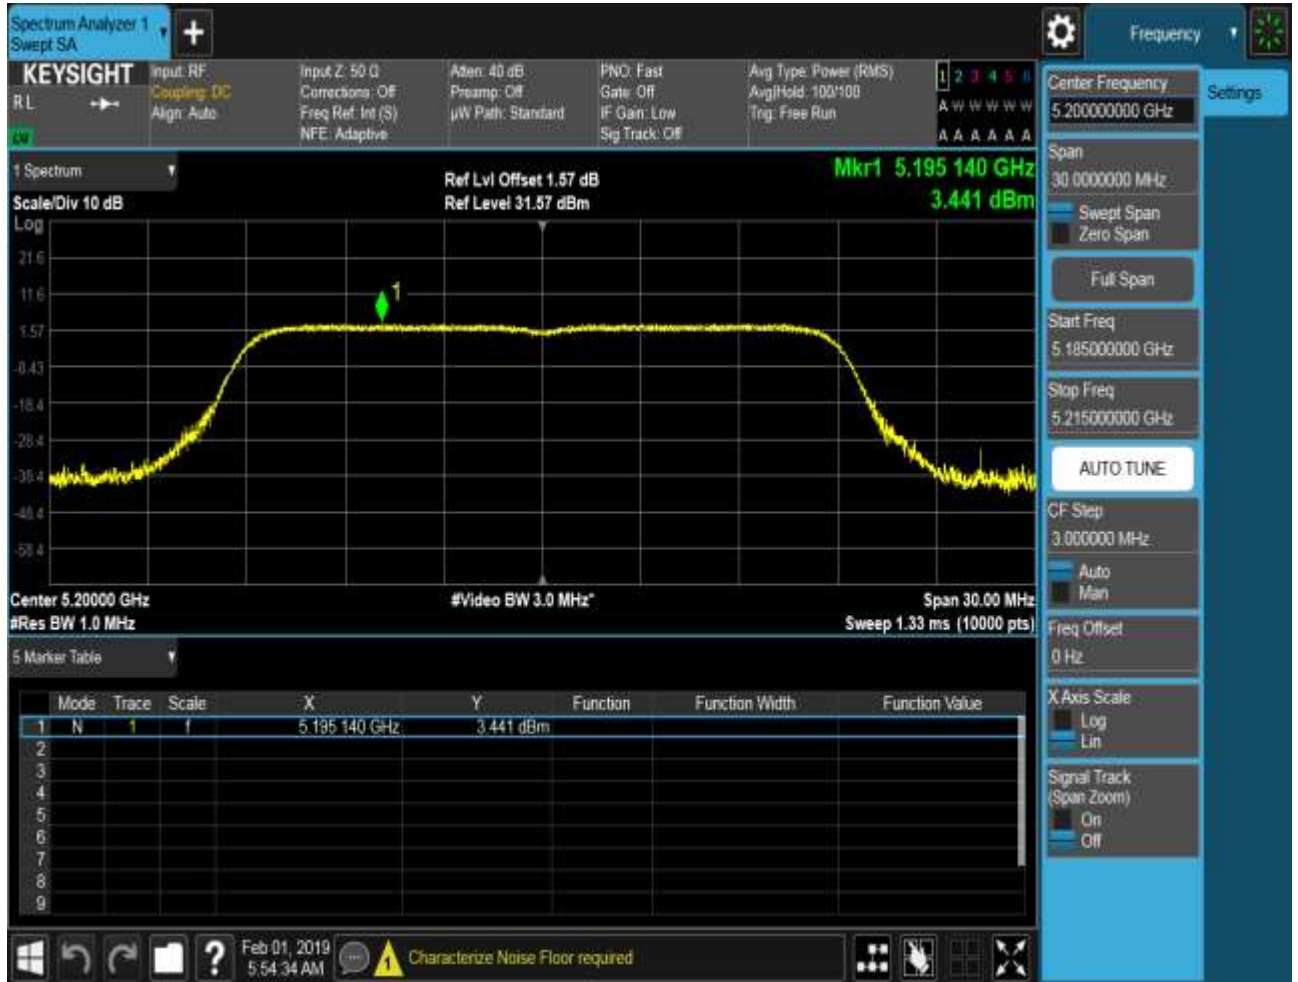 Spectrum Analyzer 1
Swept SA
+
Frequency
KEYSIGHT
R L
Input: RF
Coupling: DC
Align: Auto
Input Z: 50 Ω
Corrections: Off
Freq Ref: Int (S)
NFE: Adaptive
Atten: 40 dB
Preamp: Off
µW Path: Standard
PNO: Fast
Gate: Off
IF Gain: Low
Sig Track: Off
Avg Type: Power (RMS)
Avg|Hold: 100/100
Trig: Free Run
1 2 3 4 5 6
A W W W W W
A A A A A A
1 Spectrum
Scale/Div 10 dB
Ref Lvl Offset 1.57 dB
Ref Level 31.57 dBm
Mkr1 5.195 140 GHz
3.441 dBm
Log
21.6
11.6
1.57
-8.43
-18.4
-28.4
-38.4
-48.4
-58.4
1
Center 5.20000 GHz
#Video BW 3.0 MHz*
Span 30.00 MHz
#Res BW 1.0 MHz
Sweep 1.33 ms (10000 pts)
5 Marker Table
Mode Trace Scale X Y Function Function Width Function Value
1 N 1 f 5.195 140 GHz 3.441 dBm
2
3
4
5
6
7
8
9
Center Frequency
5.200000000 GHz
Settings
Span
30.0000000 MHz
Swept Span
Zero Span
Full Span
Start Freq
5.185000000 GHz
Stop Freq
5.215000000 GHz
AUTO TUNE
CF Step
3.000000 MHz
Auto
Man
Freq Offset
0 Hz
X Axis Scale
Log
Lin
Signal Track
(Span Zoom)
On
Off
?
Feb 01, 2019
5:54:34 AM
1
Characterize Noise Floor required